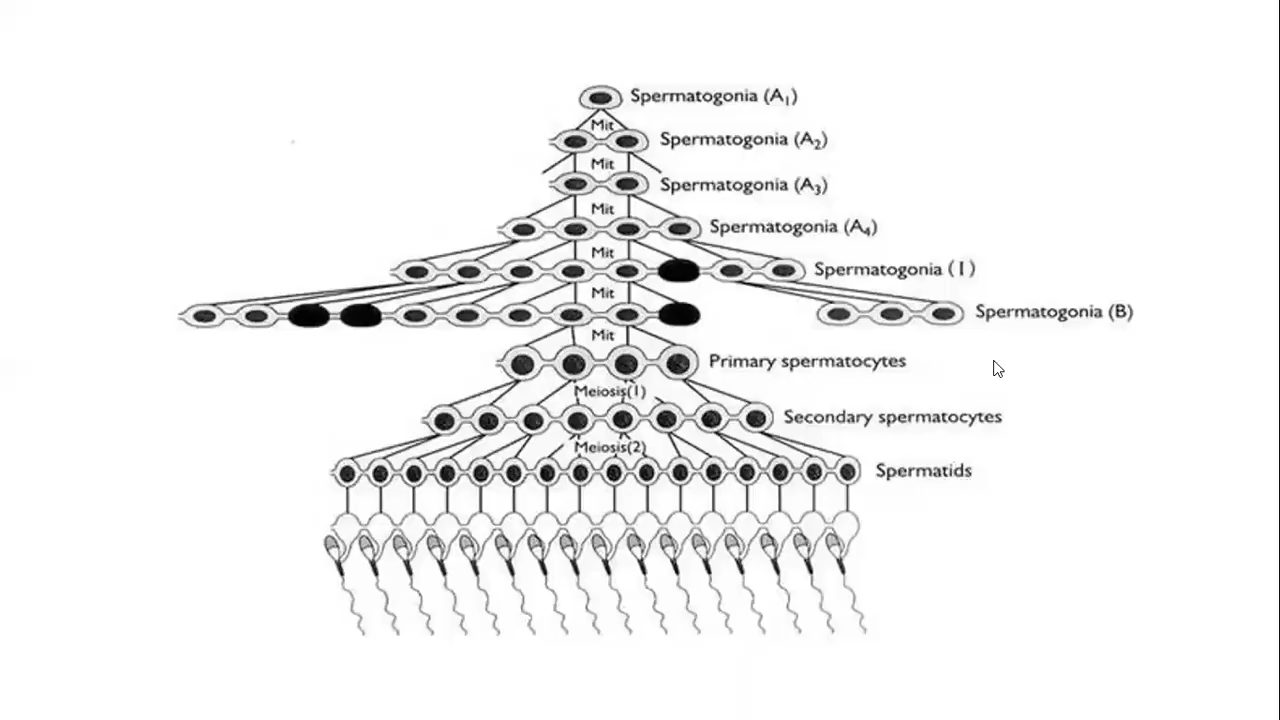 Spermatogonia (A₁)
Mit
Spermatogonia (A₂)
Mit
Spermatogonia (A₃)
Mit
Spermatogonia (A₄)
Mit
Spermatogonia (I)
Mit
Spermatogonia (B)
Mit
Primary spermatocytes
Meiosis(1)
Secondary spermatocytes
Meiosis(2)
Spermatids